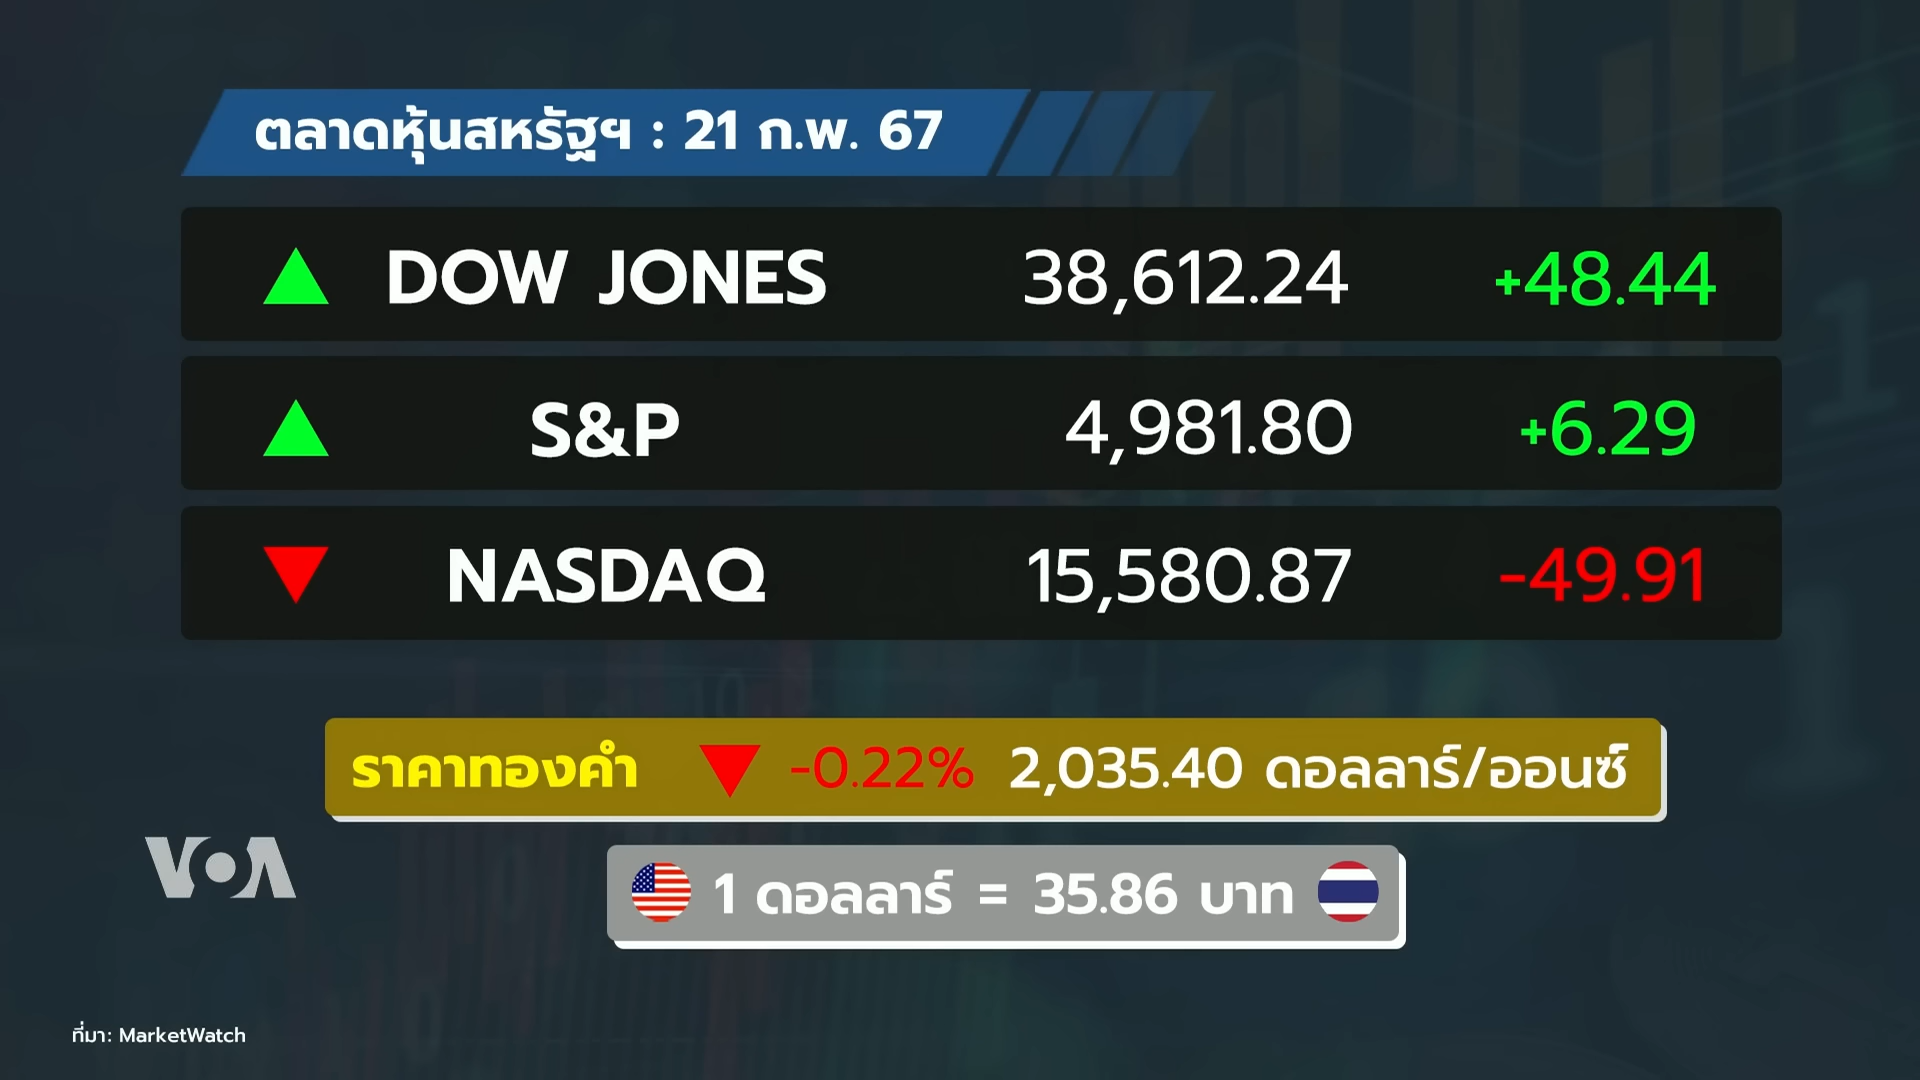 ตลาดหุ้นสหรัฐฯ : 21 ก.พ. 67
DOW JONES 38,612.24 +48.44
S&P 4,981.80 +6.29
NASDAQ 15,580.87 -49.91
ราคาทองคำ -0.22% 2,035.40 ดอลลาร์/ออนซ์
VOA
1 ดอลลาร์ = 35.86 บาท
ที่มา: MarketWatch